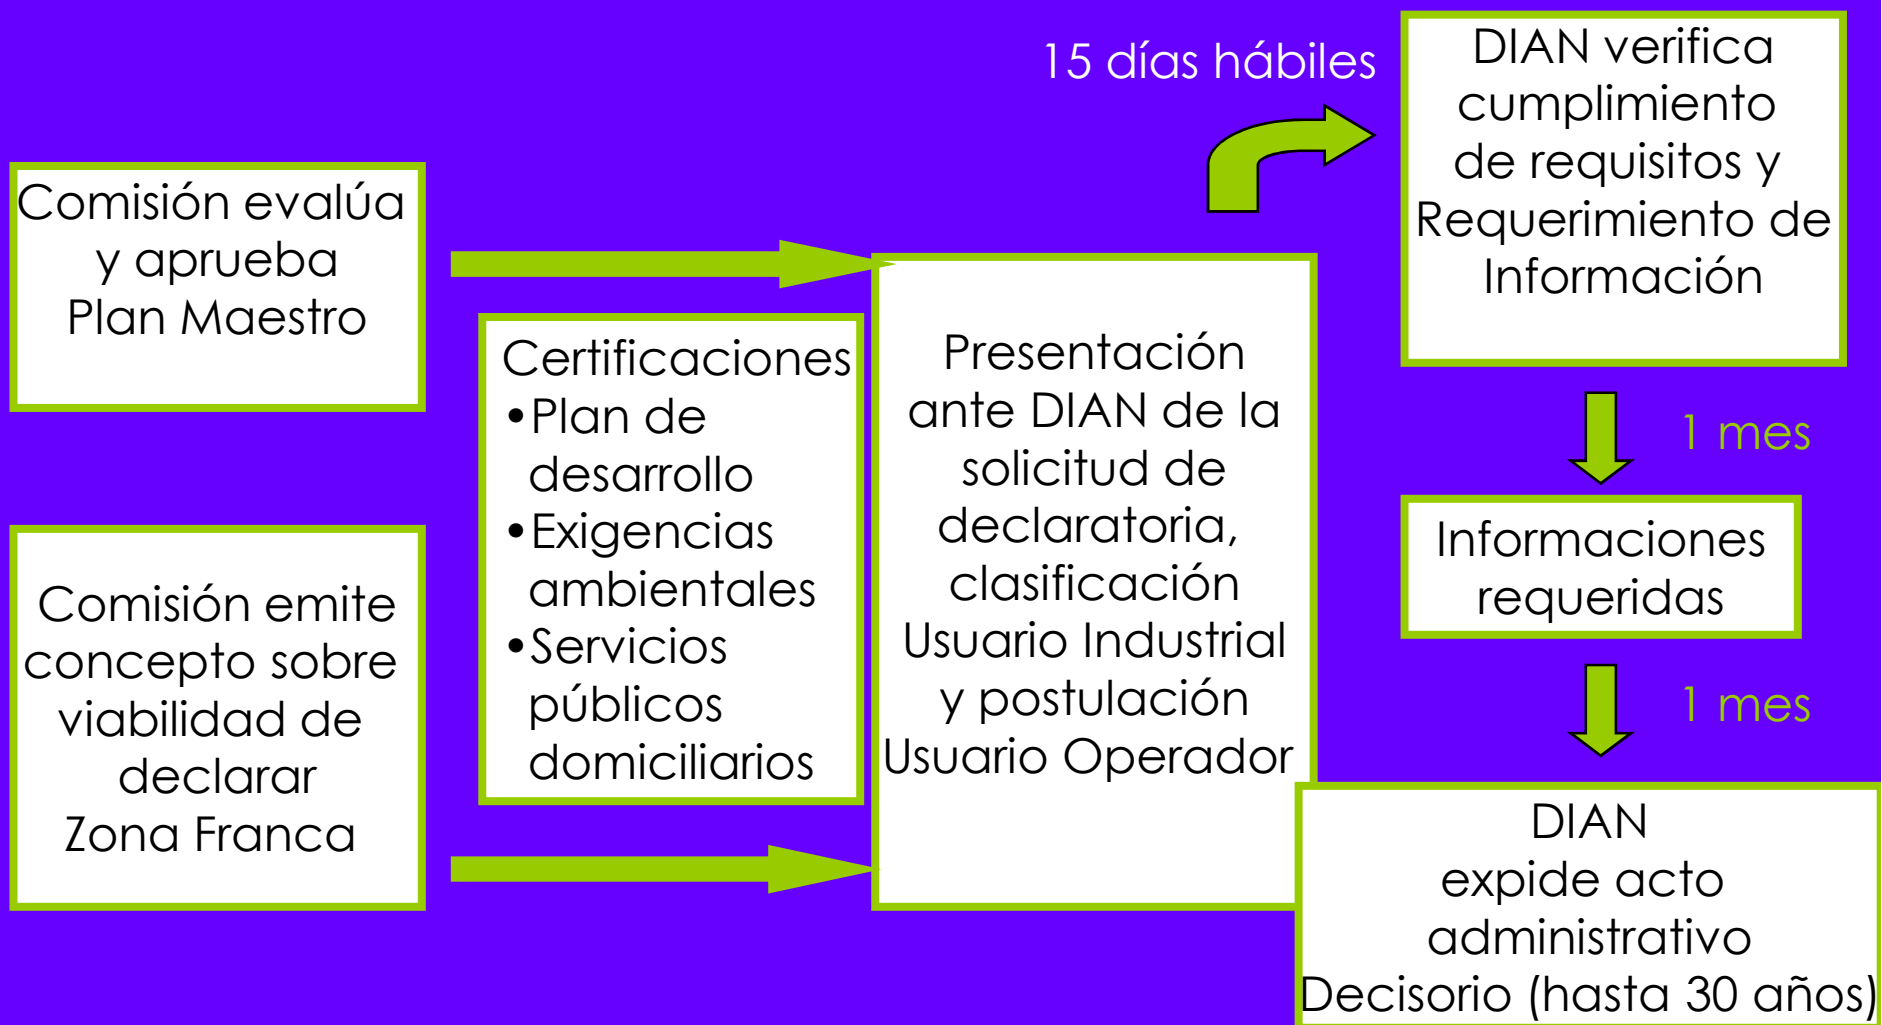 Comisión evalúa
y aprueba
Plan Maestro
Comisión emite
concepto sobre
viabilidad de
declarar
Zona Franca
Certificaciones
•Plan de
desarrollo
•Exigencias
ambientales
•Servicios
públicos
domiciliarios
Presentación
ante DIAN de la
solicitud de
declaratoria,
clasificación
Usuario Industrial
y postulación
Usuario Operador
15 días hábiles
DIAN verifica
cumplimiento
de requisitos y
Requerimiento de
Información
1 mes
Informaciones
requeridas
1 mes
DIAN
expide acto
administrativo
Decisorio (hasta 30 años)